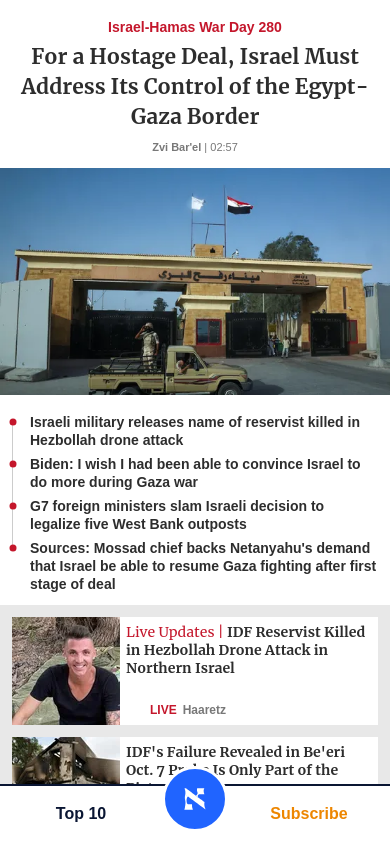 Israel-Hamas War Day 280
For a Hostage Deal, Israel Must
Address Its Control of the Egypt-
Gaza Border
Zvi Bar'el | 02:57
ميناء رفح البري
Israeli military releases name of reservist killed in
Hezbollah drone attack
Biden: I wish I had been able to convince Israel to
do more during Gaza war
G7 foreign ministers slam Israeli decision to
legalize five West Bank outposts
Sources: Mossad chief backs Netanyahu's demand
that Israel be able to resume Gaza fighting after first
stage of deal
Live Updates | IDF Reservist Killed
in Hezbollah Drone Attack in
Northern Israel
LIVE Haaretz
IDF's Failure Revealed in Be'eri
Oct. 7 Is Only Part of the
Top 10
Subscribe